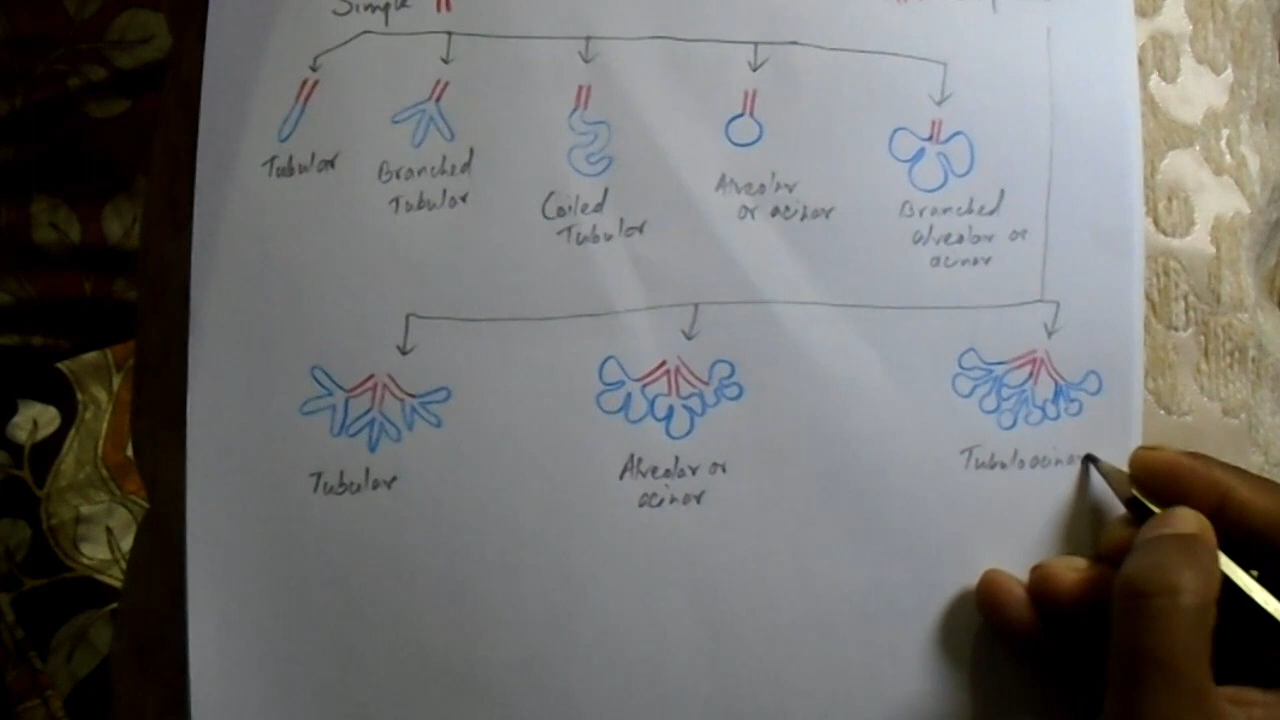 Simple
Tubular
Branched
Tubular
Coiled
Tubular
Alveolar
or acinar
Branched
alveolar or
acinar
Tubular
Alveolar or
acinar
Tubuloacinar